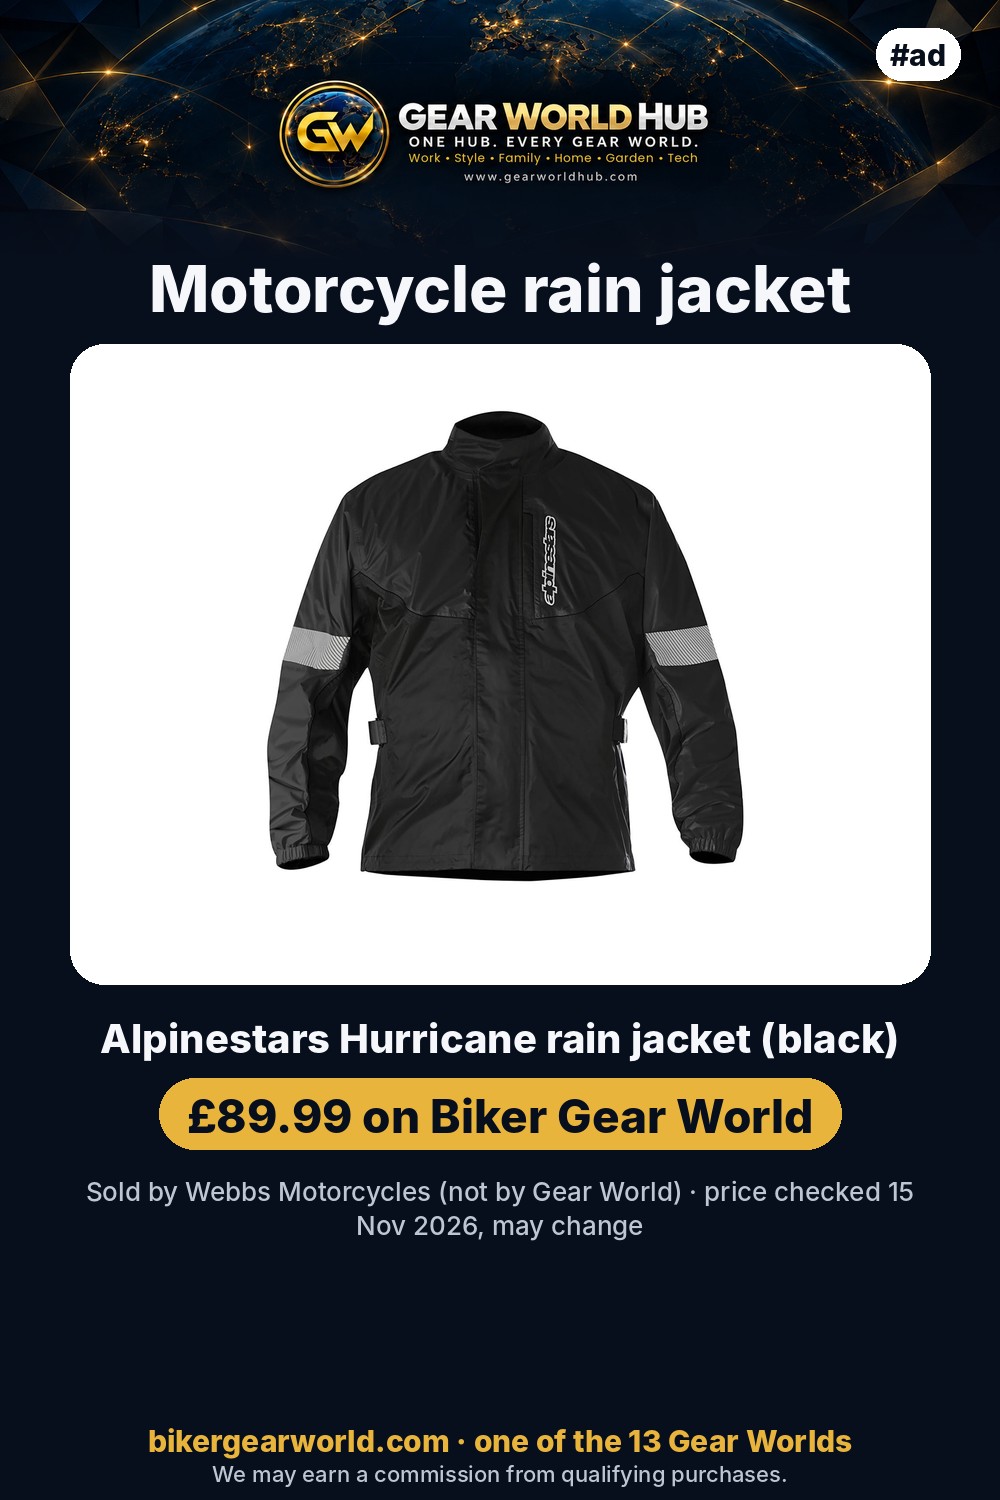 #ad
GW
GEAR WORLD HUB
ONE HUB. EVERY GEAR WORLD.
Work • Style • Family • Home • Garden • Tech
www.gearworldhub.com
Motorcycle rain jacket
alpinestars
Alpinestars Hurricane rain jacket (black)
£89.99 on Biker Gear World
Sold by Webbs Motorcycles (not by Gear World) · price checked 15
Nov 2026, may change
bikergearworld.com · one of the 13 Gear Worlds
We may earn a commission from qualifying purchases.